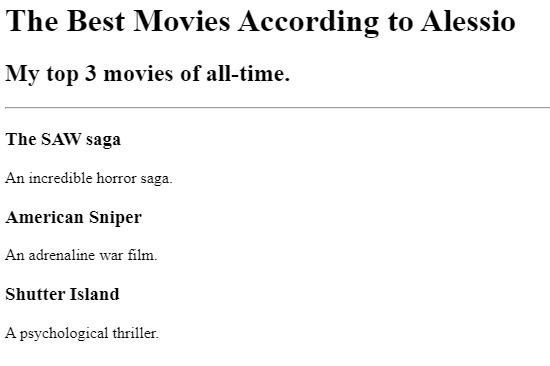 The Best Movies According to Alessio
My top 3 movies of all-time.
The SAW saga
An incredible horror saga.
American Sniper
An adrenaline war film.
Shutter Island
A psychological thriller.